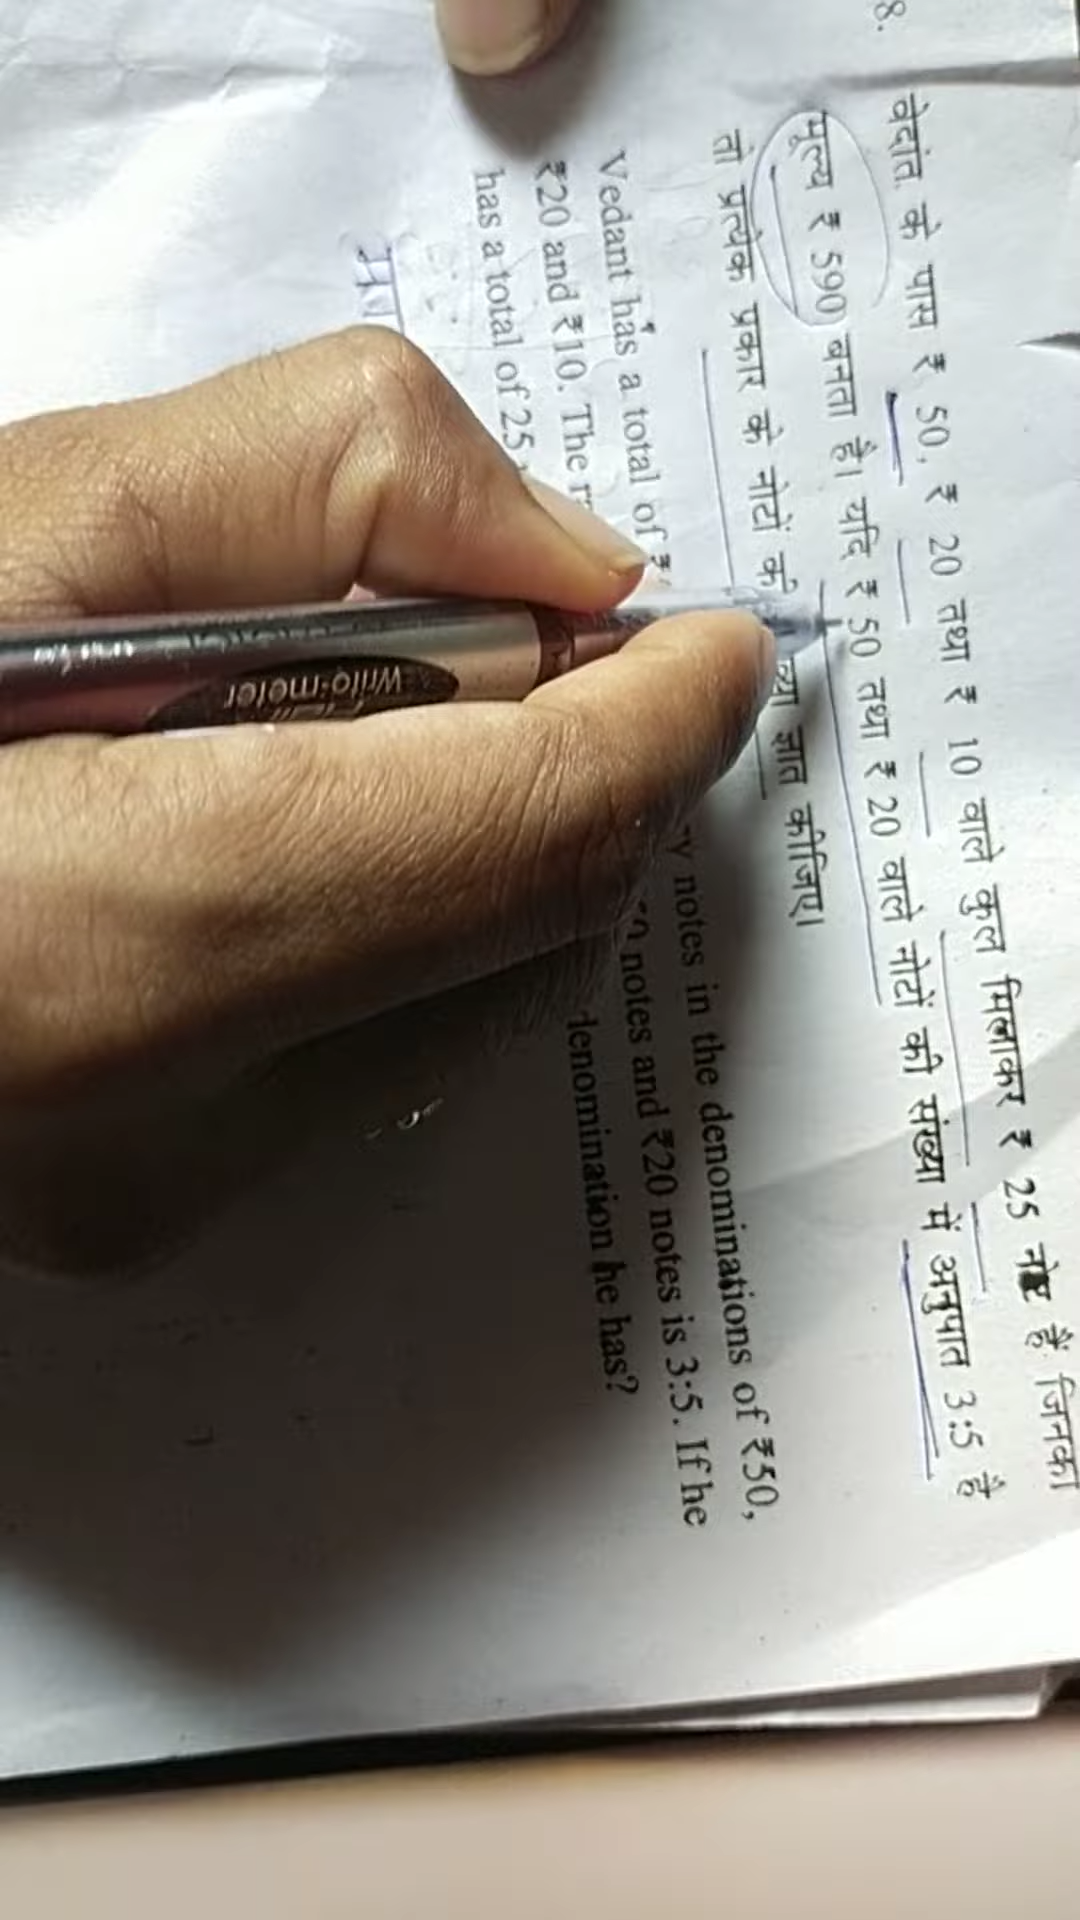 8. वेदांत के पास ₹ 50, ₹ 20 तथा ₹ 10 वाले कुल मिलाकर ₹ 25 नोट हैं जिनका
मूल्य ₹ 590 बनता है। यदि ₹ 50 तथा ₹ 20 वाले नोटों की संख्या में अनुपात 3:5 है
तो प्रत्येक प्रकार के नोटों की ज्ञात कीजिए।
Vedant has a total of ₹ notes in the denominations of ₹50,
₹20 and ₹10. The notes and ₹20 notes is 3:5. If he
has a total of 25 denomination he has?
Write-meter